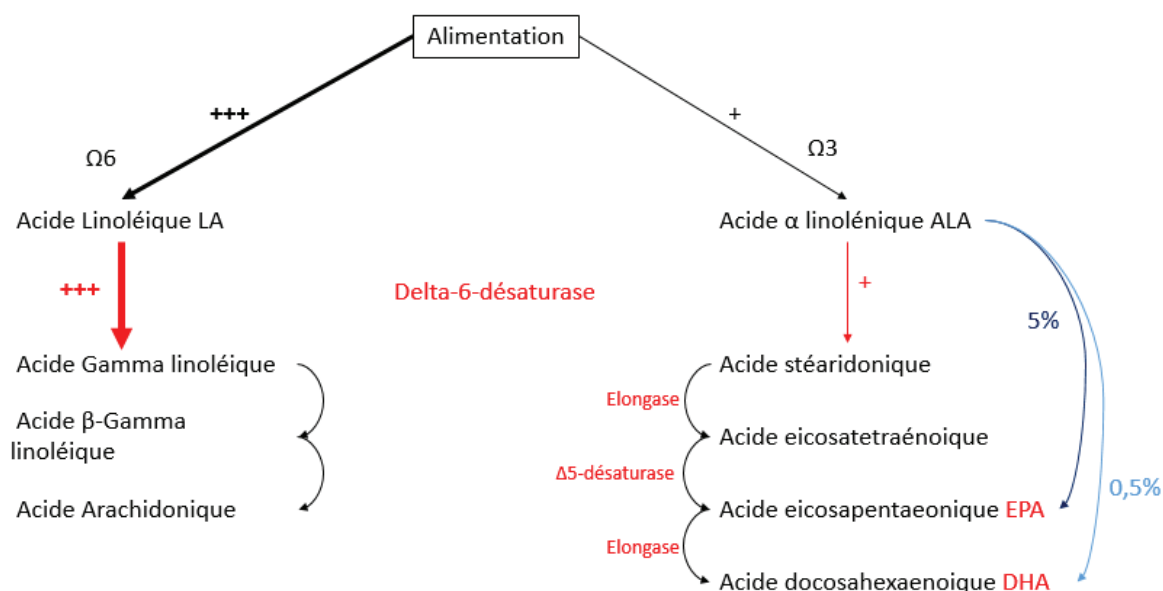 Alimentation
+++
+
Ω6
Ω3
Acide Linoléique LA
Acide α linolénique ALA
+++
Delta-6-désaturase
+
5%
Acide Gamma linoléique
Acide stéaridonique
Elongase
Acide β-Gamma
linoléique
Acide eicosatetraénoique
Δ5-désaturase
0,5%
Acide Arachidonique
Acide eicosapentaeonique EPA
Elongase
Acide docosahexaenoique DHA